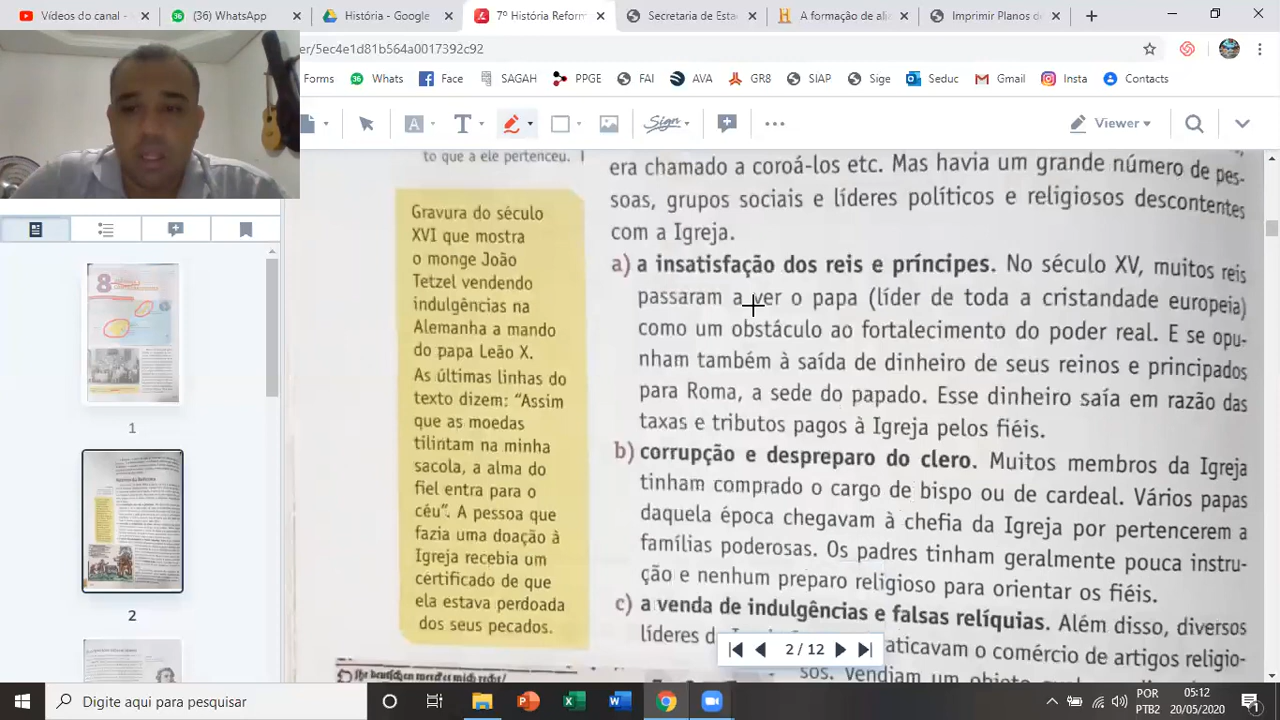 Vídeos do canal - Yo
(36) WhatsApp
História - Google
7º História Reform
Secretaria de Esta
A formação de alia
Imprimir Planos de
er/5ec4e1d81b564a0017392c92
Forms
Whats
Face
SAGAH
PPGE
FAI
AVA
GR8
SIAP
Sige
Seduc
Gmail
Insta
Contacts
Sign
Viewer
to que a ele pertenceu.
Gravura do século
XVI que mostra
o monge João
Tetzel vendendo
indulgências na
Alemanha a mando
do papa Leão X.
As últimas linhas do
texto dizem: “Assim
que as moedas
tilintam na minha
sacola, a alma do
fiel entra para o
céu”. A pessoa que
fazia uma doação à
Igreja recebia um
certificado de que
ela estava perdoada
dos seus pecados.
era chamado a coroá-los etc. Mas havia um grande número de pes-
soas, grupos sociais e líderes políticos e religiosos descontentes
com a Igreja.
a) a insatisfação dos reis e príncipes. No século XV, muitos reis
passaram a ver o papa (líder de toda a cristandade europeia)
como um obstáculo ao fortalecimento do poder real. E se opu-
nham também à saída de dinheiro de seus reinos e principados
para Roma, a sede do papado. Esse dinheiro saía em razão das
taxas e tributos pagos à Igreja pelos fiéis.
b) corrupção e despreparo do clero. Muitos membros da Igreja
tinham comprado o cargo de bispo ou de cardeal. Vários papas
daquela época chegavam à chefia da Igreja por pertencerem a
famílias poderosas. Os padres tinham geralmente pouca instru-
ção e nenhum preparo religioso para orientar os fiéis.
c) a venda de indulgências e falsas relíquias. Além disso, diversos
líderes d
aticavam o comércio de artigos religio-
sos. Vendiam um objeto
8
1
2
2 / 12
Digite aqui para pesquisar
POR
PTB2
05:12
20/05/2020
1